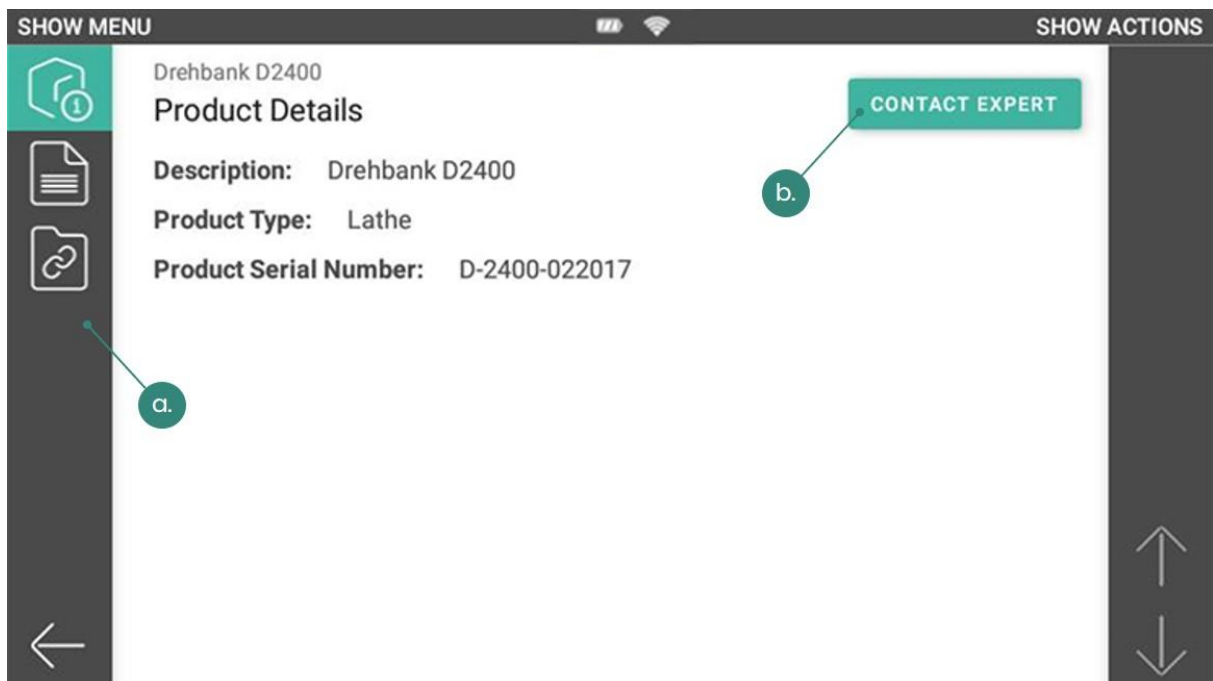 SHOW MENU
SHOW ACTIONS
Drehbank D2400
Product Details
CONTACT EXPERT
Description: Drehbank D2400
Product Type: Lathe
Product Serial Number: D-2400-022017
b.
a.